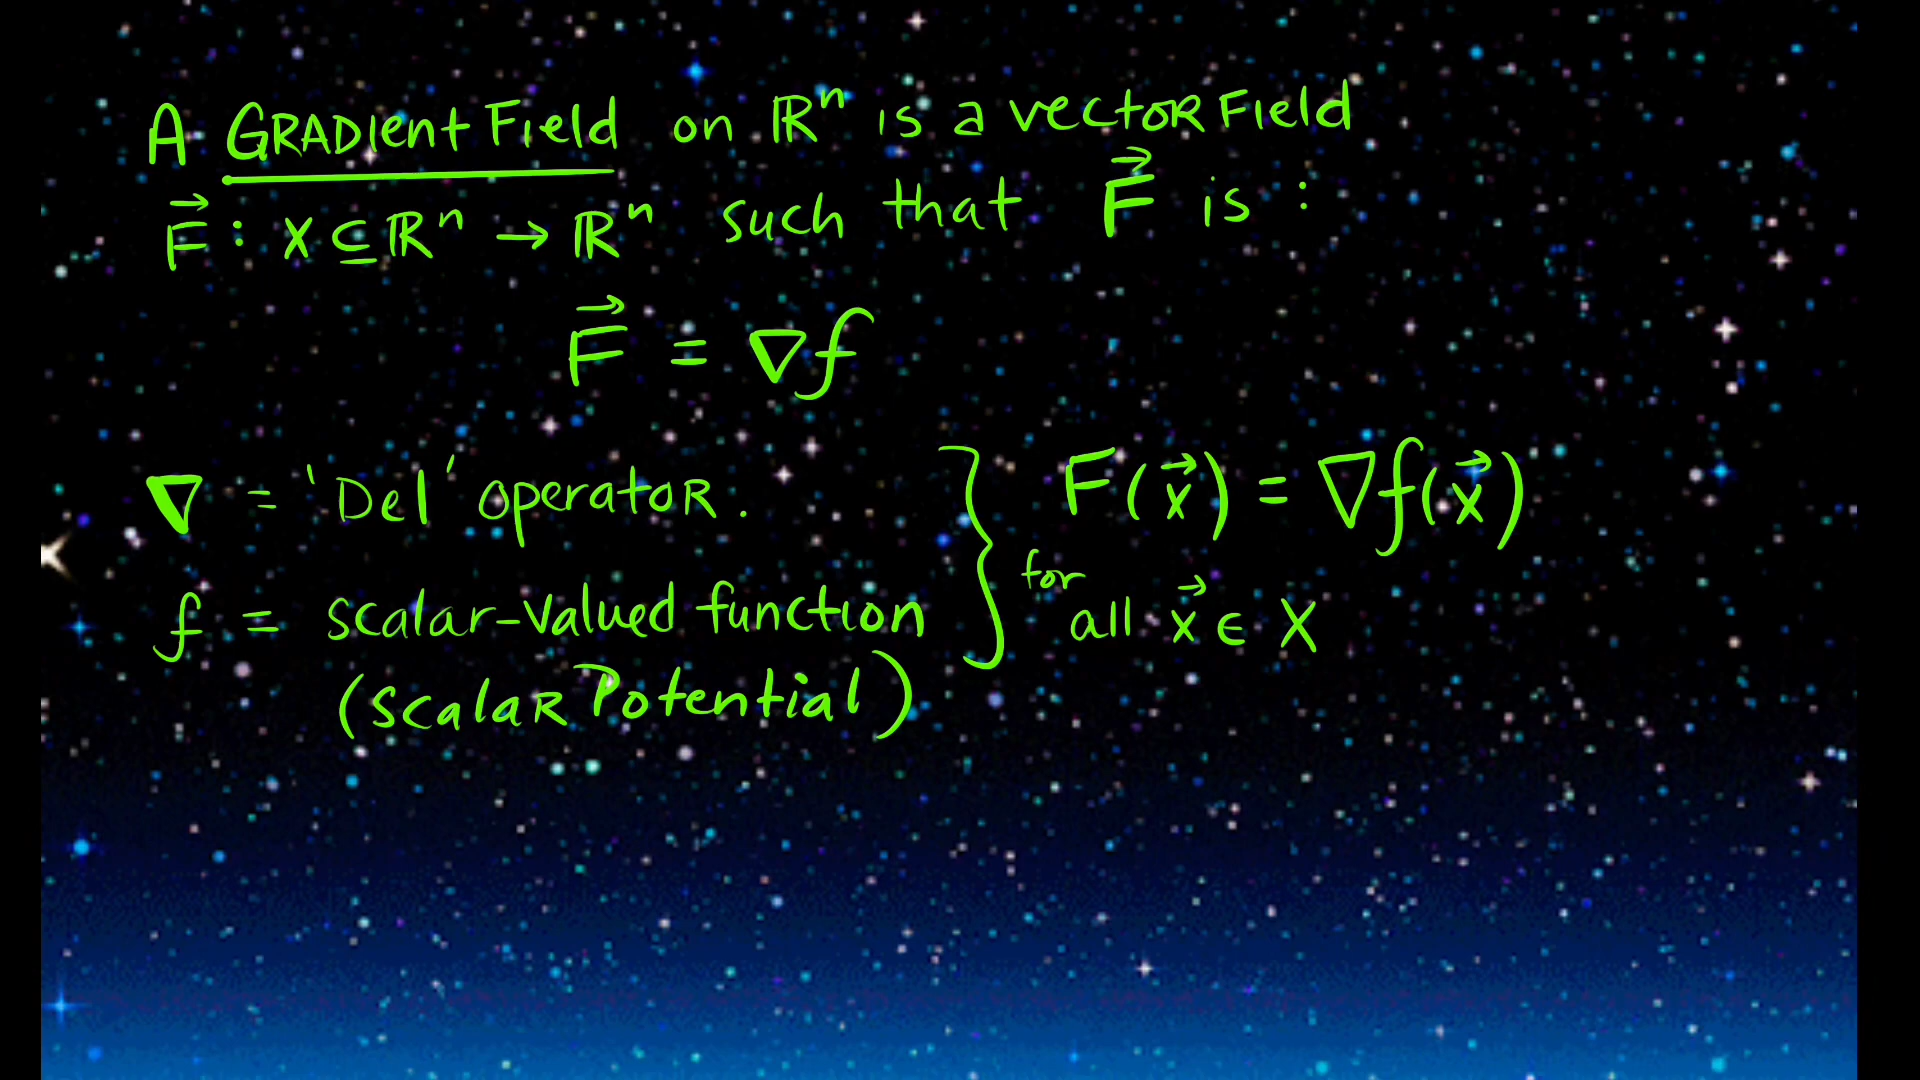 A GRADient Field on ℝⁿ is a vectoR Field
F⃗ : X ⊆ ℝⁿ → ℝⁿ such that F⃗ is :
F⃗ = ∇f
∇ = 'Del' operatoR.
F(x⃗) = ∇f(x⃗)
for
all x⃗ ∈ X
f = scalar-valued function
(scalaR Potential)